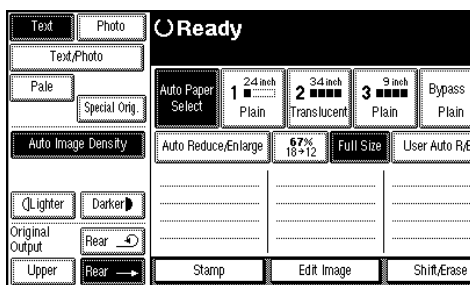 Text Photo
Text/Photo
Pale
Special Orig.
Auto Image Density
Lighter Darker
Original
Output Rear
Upper Rear
Ready
Auto Paper
Select
1 24 inch
Plain
2 34 inch
Translucent
3 9 inch
Plain
Bypass
Plain
Auto Reduce/Enlarge 67%
18→12 Full Size User Auto R/E
Stamp Edit Image Shift/Erase